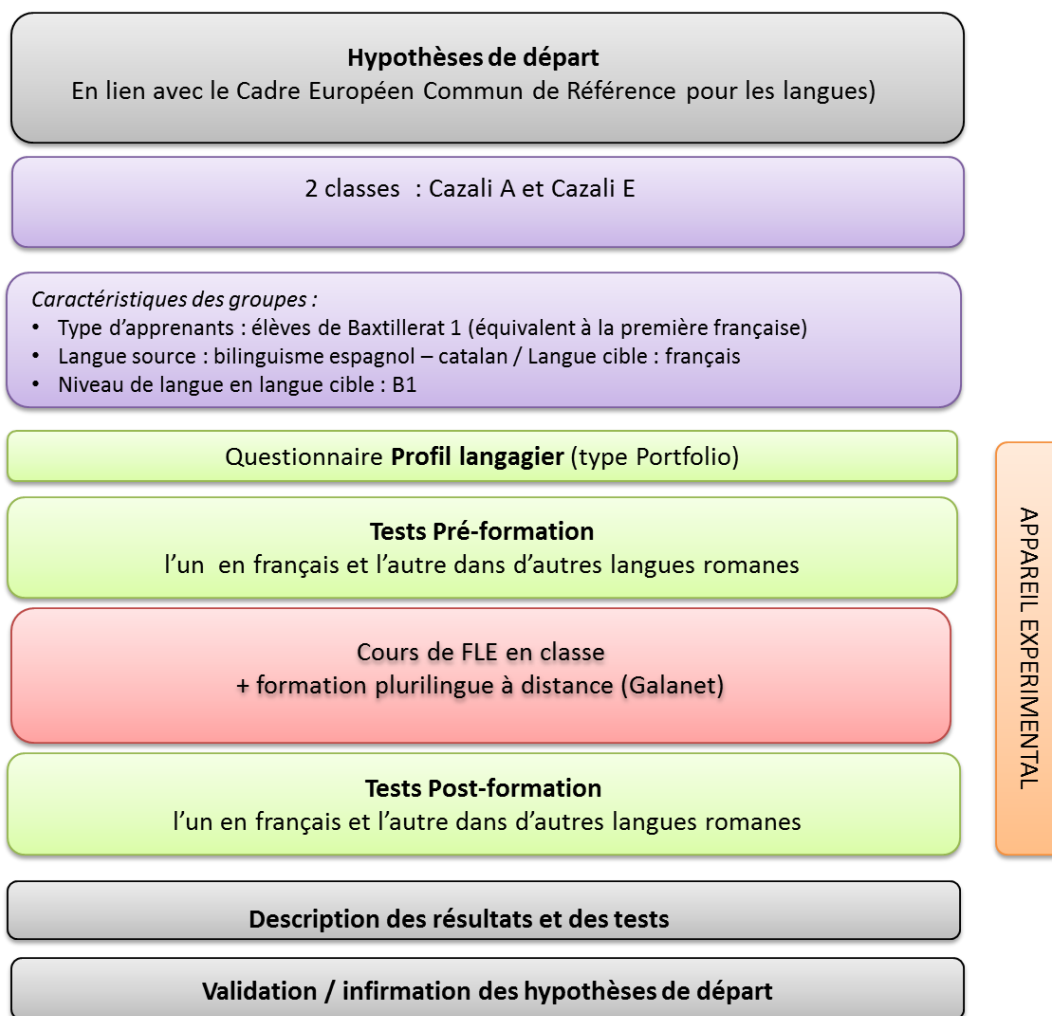 Hypothèses de départ
En lien avec le Cadre Européen Commun de Référence pour les langues)
2 classes : Cazali A et Cazali E
Caractéristiques des groupes :
• Type d'apprenants : élèves de Baxtillerat 1 (équivalent à la première française)
• Langue source : bilinguisme espagnol – catalan / Langue cible : français
• Niveau de langue en langue cible : B1
Questionnaire Profil langagier (type Portfolio)
Tests Pré-formation
l'un en français et l'autre dans d'autres langues romanes
Cours de FLE en classe
+ formation plurilingue à distance (Galanet)
Tests Post-formation
l'un en français et l'autre dans d'autres langues romanes
APPAREIL EXPERIMENTAL
Description des résultats et des tests
Validation / infirmation des hypothèses de départ